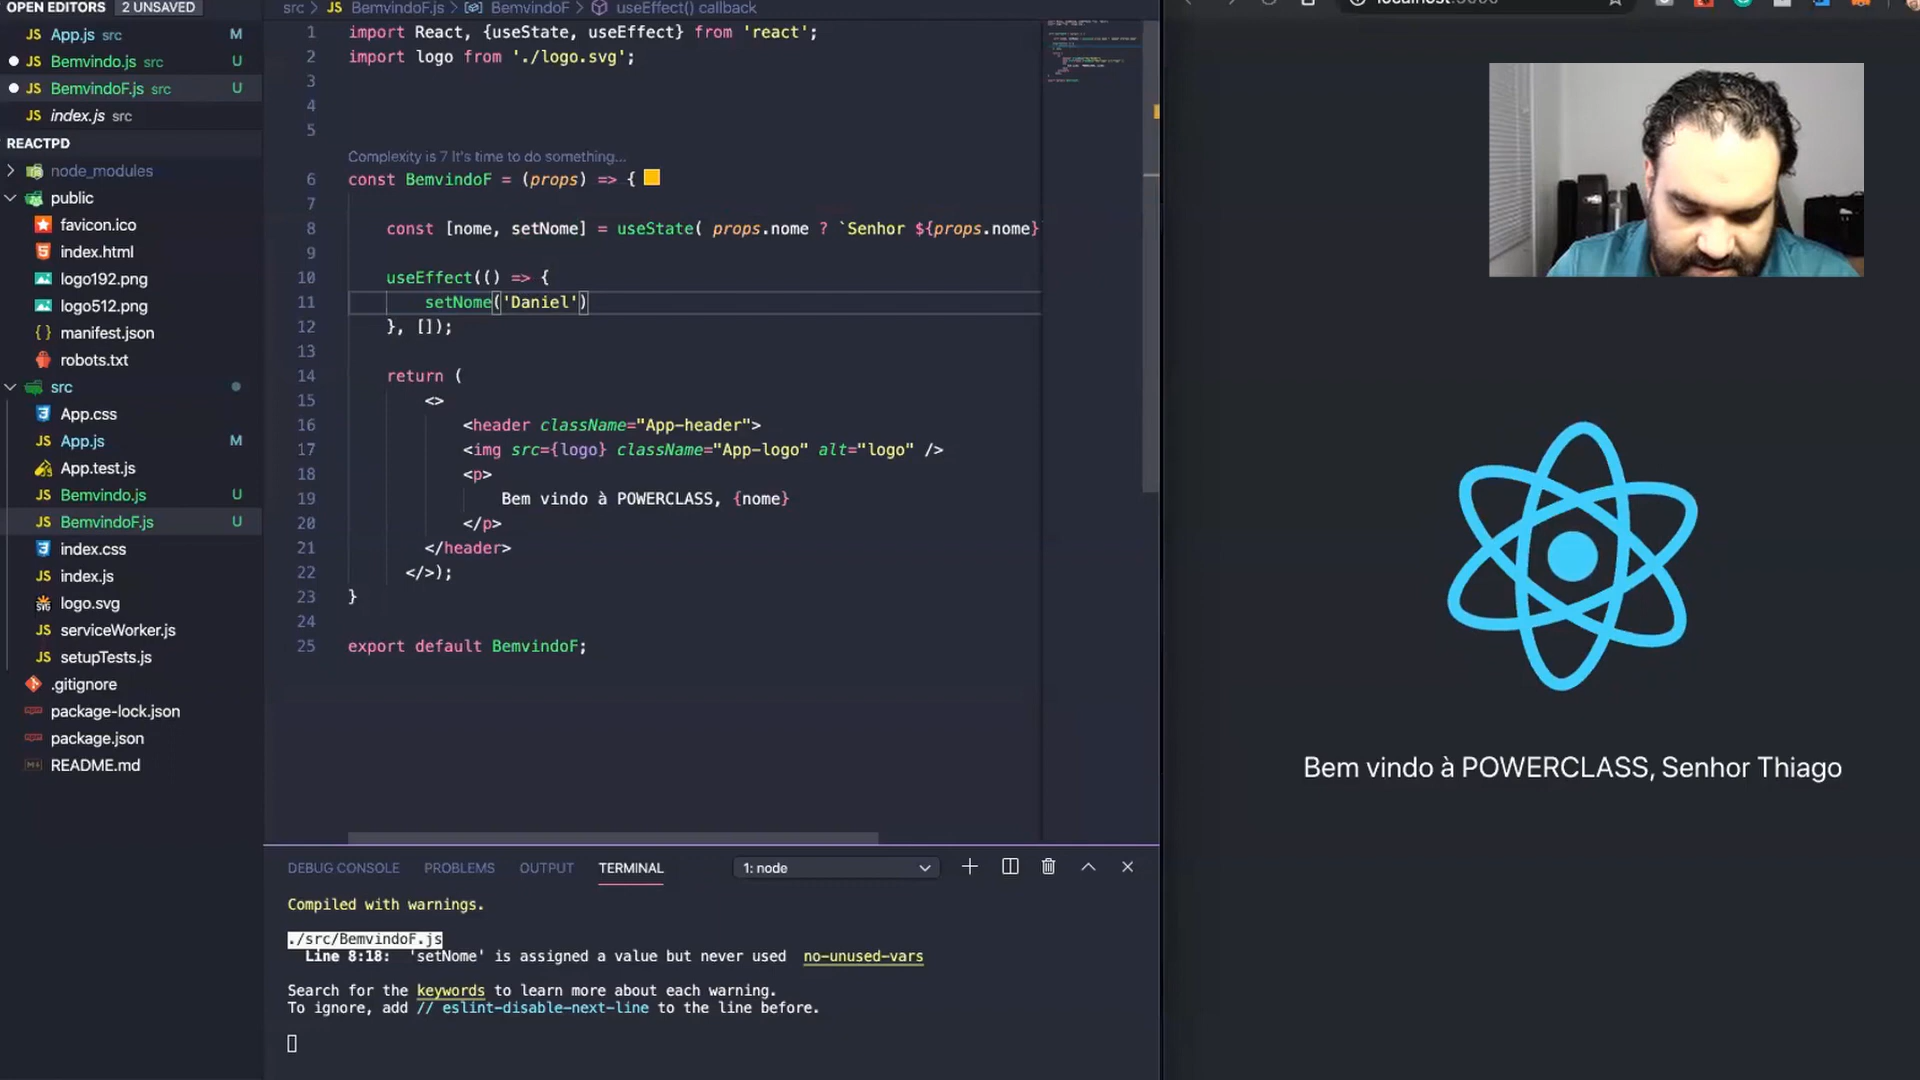 OPEN EDITORS 2 UNSAVED
JS App.js src M
JS Bemvindo.js src U
JS BemvindoF.js src U
JS index.js src
REACTPD
node_modules
public
favicon.ico
index.html
logo192.png
logo512.png
manifest.json
robots.txt
src
App.css
JS App.js M
App.test.js
JS Bemvindo.js U
JS BemvindoF.js U
index.css
JS index.js
logo.svg
JS serviceWorker.js
JS setupTests.js
.gitignore
package-lock.json
package.json
README.md
src > JS BemvindoF.js > BemvindoF > useEffect() callback
1 import React, {useState, useEffect} from 'react';
2 import logo from './logo.svg';
3
4
5
Complexity is 7 It's time to do something...
6 const BemvindoF = (props) => {
7
8 const [nome, setNome] = useState( props.nome ? `Senhor ${props.nome}
9
10 useEffect(() => {
11 setNome('Daniel')
12 }, []);
13
14 return (
15 <>
16 <header className="App-header">
17 <img src={logo} className="App-logo" alt="logo" />
18 <p>
19 Bem vindo à POWERCLASS, {nome}
20 </p>
21 </header>
22 </>);
23 }
24
25 export default BemvindoF;
DEBUG CONSOLE PROBLEMS OUTPUT TERMINAL 1: node
Compiled with warnings.
./src/BemvindoF.js
Line 8:18: 'setNome' is assigned a value but never used no-unused-vars
Search for the keywords to learn more about each warning.
To ignore, add // eslint-disable-next-line to the line before.
Bem vindo à POWERCLASS, Senhor Thiago